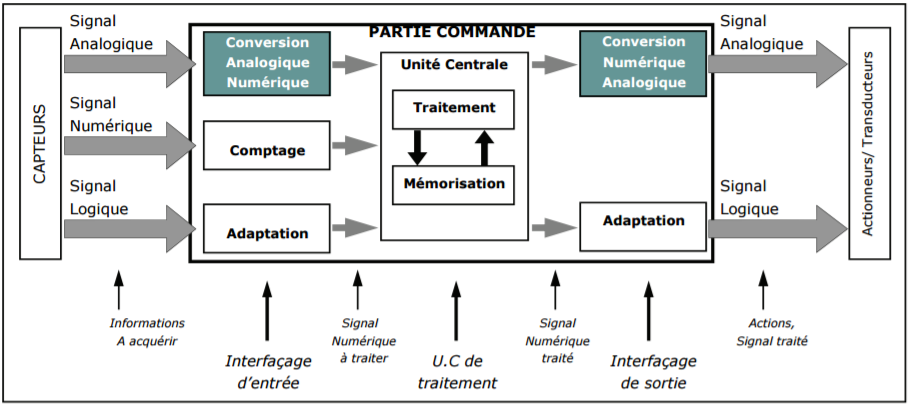 PARTIE COMMANDE
CAPTEURS
Signal
Analogique
Signal
Numérique
Signal
Logique
Conversion
Analogique
Numérique
Comptage
Adaptation
Unité Centrale
Traitement
Mémorisation
Conversion
Numérique
Analogique
Adaptation
Signal
Analogique
Signal
Logique
Actionneurs/ Transducteurs
Informations
A acquérir
Interfaçage
d'entrée
Signal
Numérique
à traiter
U.C de
traitement
Signal
Numérique
traité
Interfaçage
de sortie
Actions,
Signal traité